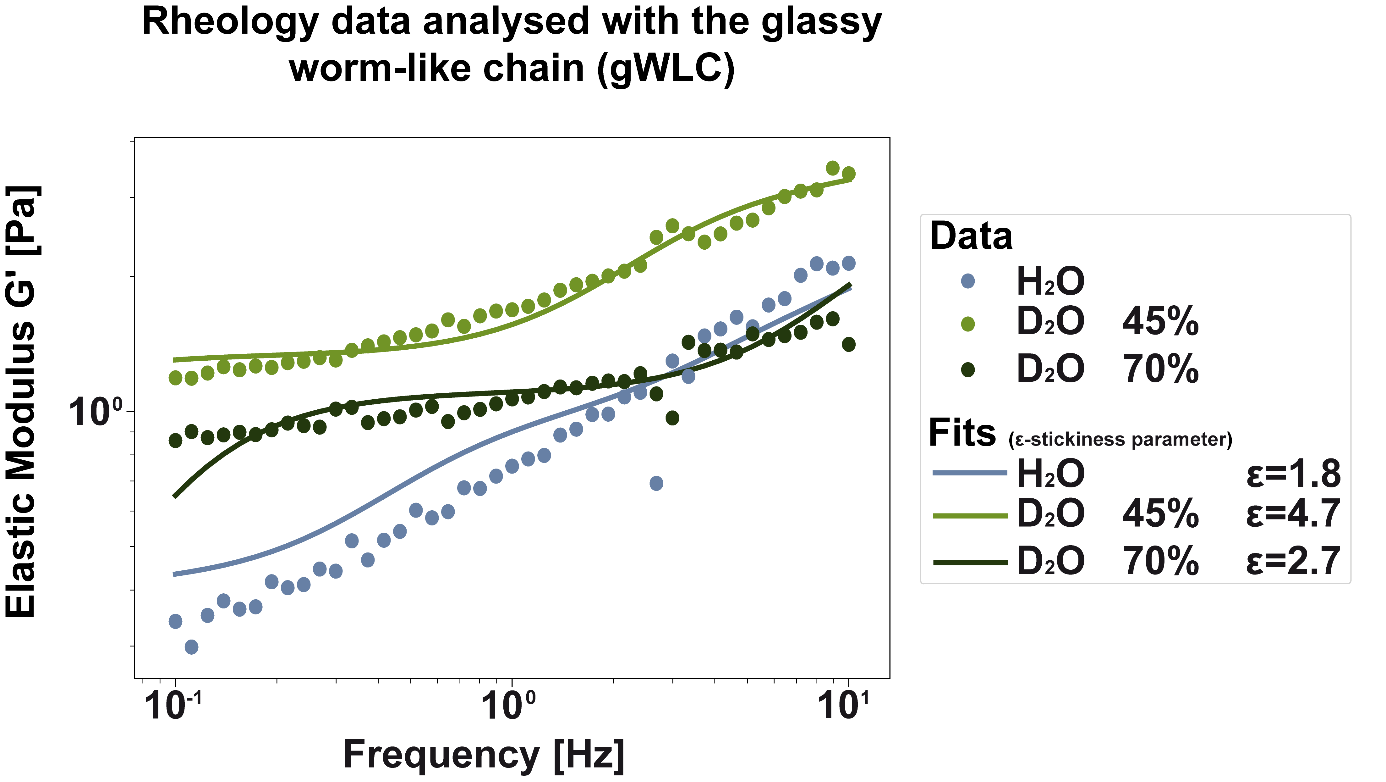 Rheology data analysed with the glassy
worm-like chain (gWLC)
Elastic Modulus G' [Pa]
10⁰
10⁻¹ 10⁰ 10¹
Frequency [Hz]
Data
H₂O
D₂O 45%
D₂O 70%
Fits (ε-stickiness parameter)
H₂O ε=1.8
D₂O 45% ε=4.7
D₂O 70% ε=2.7